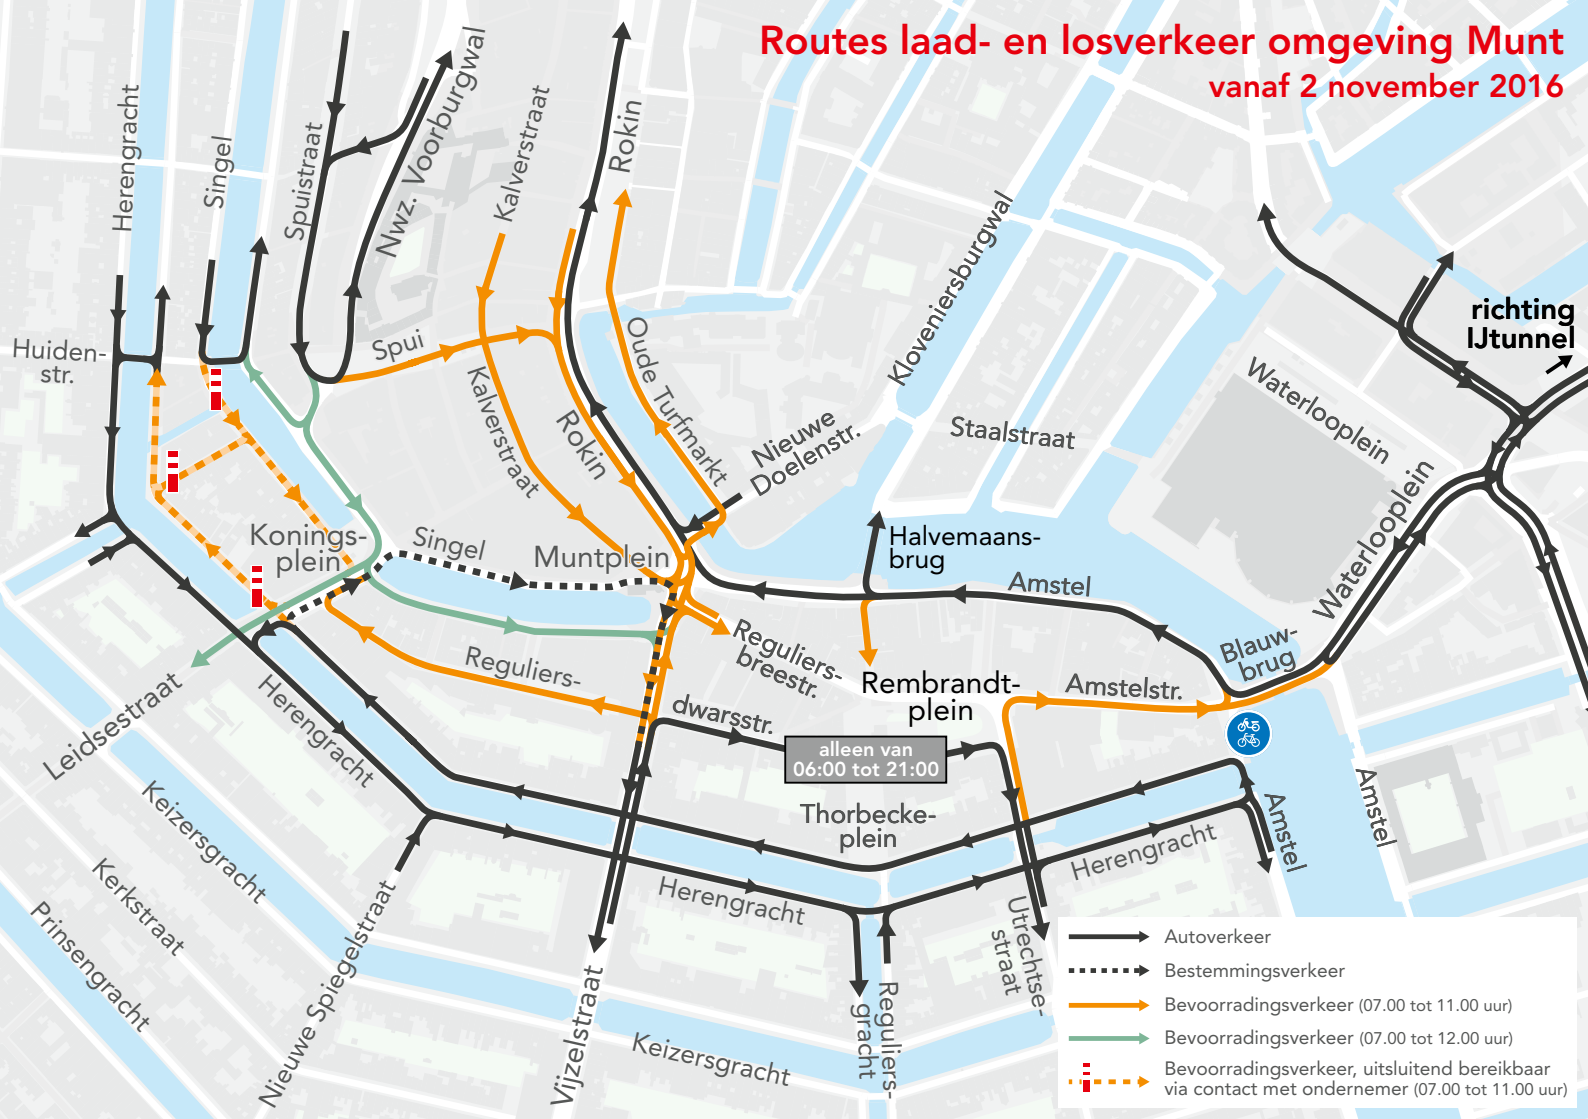 Routes laad- en losverkeer omgeving Munt
vanaf 2 november 2016
Herengracht
Singel
Spuistraat
Nwz. Voorburgwal
Kalverstraat
Rokin
Kloveniersburgwal
richting
IJtunnel
Huiden-
str.
Spui
Kalverstraat
Rokin
Oude Turfmarkt
Nieuwe
Doelenstr.
Staalstraat
Waterlooplein
Waterlooplein
Konings-
plein
Singel
Muntplein
Halvemaans-
brug
Amstel
Blauw-
brug
Reguliers-
breestr.
Reguliers-
dwarsstr.
Rembrandt-
plein
Amstelstr.
Leidsestraat
Herengracht
alleen van
06:00 tot 21:00
Thorbecke-
plein
Keizersgracht
Kerkstraat
Prinsengracht
Nieuwe Spiegelstraat
Herengracht
Herengracht
Amstel
Amstel
Vijzelstraat
Keizersgracht
Reguliers-
gracht
Utrechtse-
straat
Autoverkeer
Bestemmingsverkeer
Bevoorradingsverkeer (07.00 tot 11.00 uur)
Bevoorradingsverkeer (07.00 tot 12.00 uur)
Bevoorradingsverkeer, uitsluitend bereikbaar
via contact met ondernemer (07.00 tot 11.00 uur)